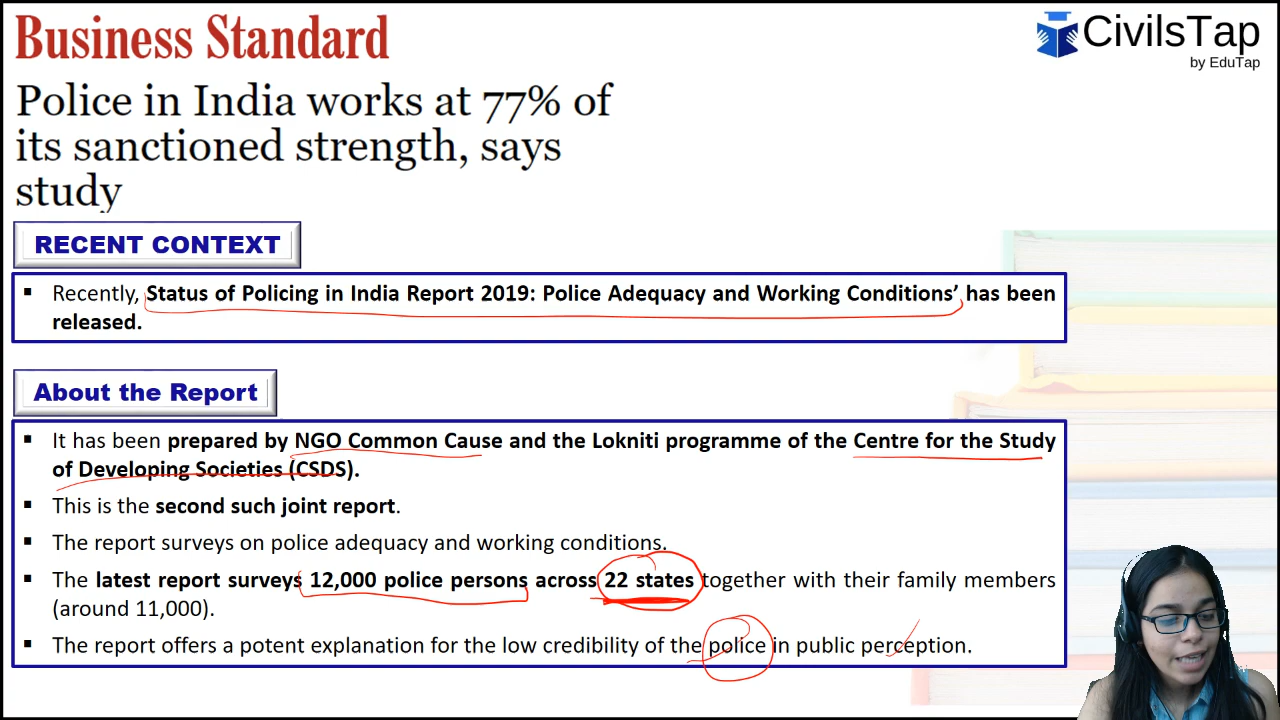 Business Standard
CivilsTap
by EduTap
Police in India works at 77% of
its sanctioned strength, says
study
RECENT CONTEXT
▪ Recently, Status of Policing in India Report 2019: Police Adequacy and Working Conditions’ has been
released.
About the Report
▪ It has been prepared by NGO Common Cause and the Lokniti programme of the Centre for the Study
of Developing Societies (CSDS).
▪ This is the second such joint report.
▪ The report surveys on police adequacy and working conditions.
▪ The latest report surveys 12,000 police persons across 22 states together with their family members
(around 11,000).
▪ The report offers a potent explanation for the low credibility of the police in public perception.